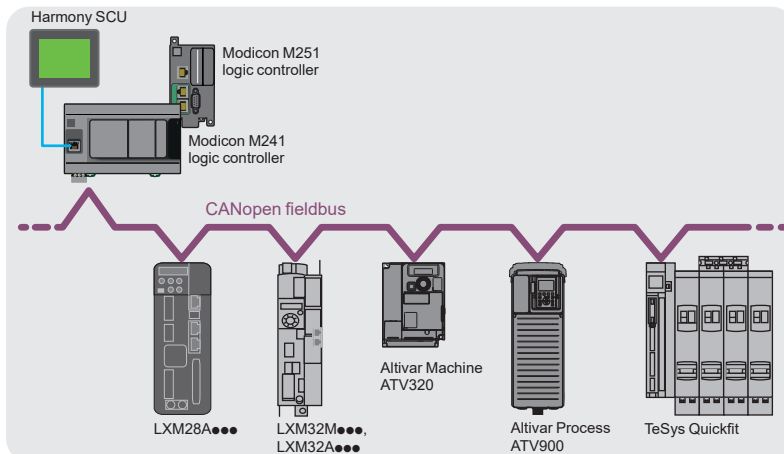 Harmony SCU
Modicon M251
logic controller
Modicon M241
logic controller
CANopen fieldbus
LXM28A●●●
LXM32M●●●,
LXM32A●●●
Altivar Machine
ATV320
Altivar Process
ATV900
TeSys Quickfit